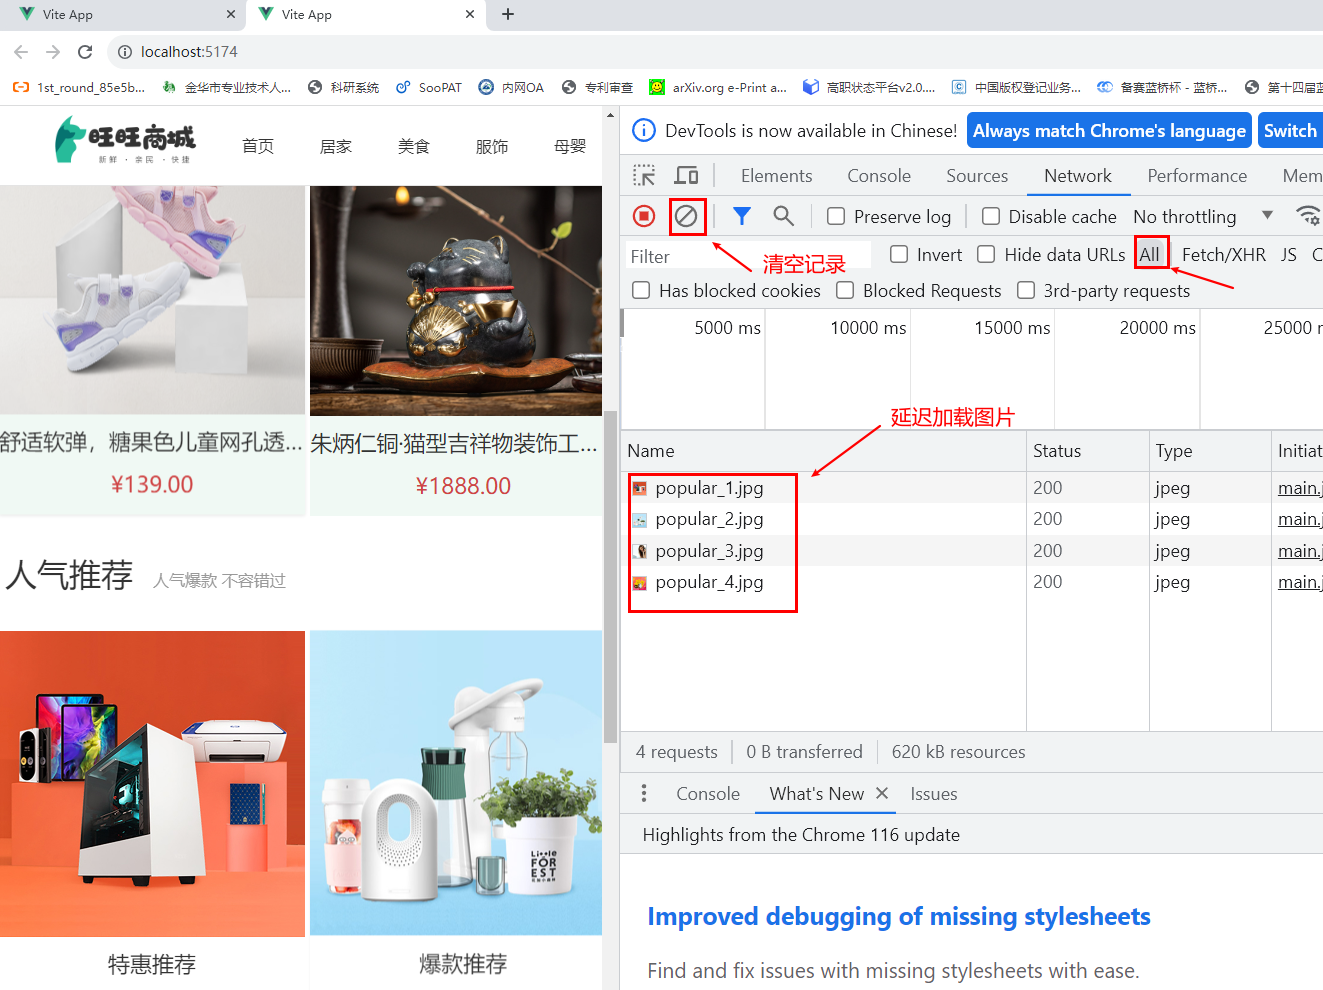 Vite App
Vite App
localhost:5174
1st_round_85e5b...
金华市专业技术人...
科研系统
SooPAT
内网OA
专利审查
arXiv.org e-Print a...
高职状态平台v2.0....
中国版权登记业务...
备赛蓝桥杯 - 蓝桥...
第十四届蓝
旺旺商城
新鲜 · 亲民 · 快捷
首页
居家
美食
服饰
母婴
DevTools is now available in Chinese!
Always match Chrome's language
Switch
Elements
Console
Sources
Network
Performance
Mem
Preserve log
Disable cache
No throttling
Filter
清空记录
Invert
Hide data URLs
All
Fetch/XHR
JS
C
Has blocked cookies
Blocked Requests
3rd-party requests
5000 ms
10000 ms
15000 ms
20000 ms
25000 r
延迟加载图片
Name
Status
Type
Initiat
popular_1.jpg
200
jpeg
main.j
popular_2.jpg
200
jpeg
main.j
popular_3.jpg
200
jpeg
main.j
popular_4.jpg
200
jpeg
main.j
4 requests
0 B transferred
620 kB resources
Console
What's New
Issues
Highlights from the Chrome 116 update
Improved debugging of missing stylesheets
Find and fix issues with missing stylesheets with ease.
舒适软弹，糖果色儿童网孔透...
¥139.00
朱炳仁铜·猫型吉祥物装饰工...
¥1888.00
人气推荐
人气爆款 不容错过
FOR
EST
特惠推荐
爆款推荐